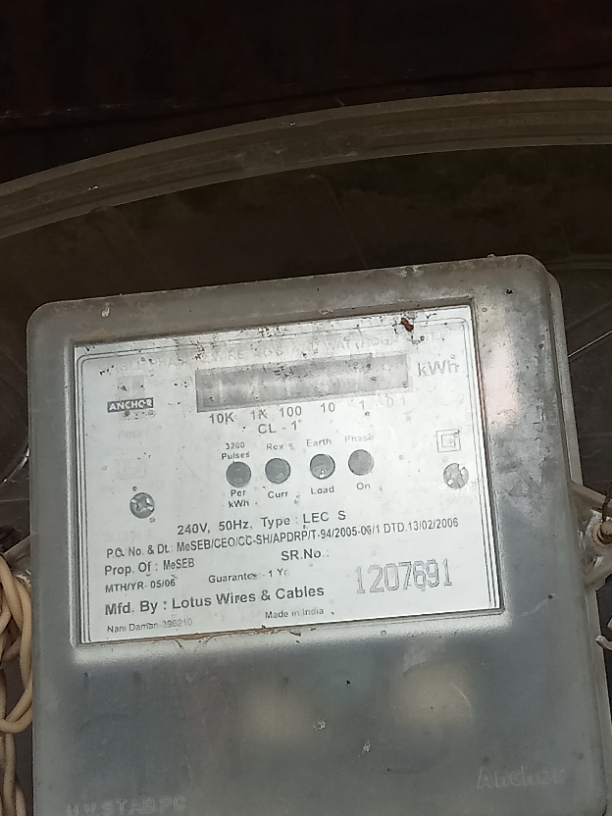 kWh
ANCHOR
10K 1K 100 10 1 0.1
CL - 1
3200 Pulses Rev Earth Phase
Per kWh Curr Load On
240V, 50Hz, Type : LEC S
P.O. No. & Dt: MeSEB/CEO/CC-SH/APDRP/T-94/2005-06/1 DTD.13/02/2006
Prop. Of : MeSEB SR.No.:
MTH/YR- 05/06 Guarantee - 1 Yr. 1207691
Mfd. By : Lotus Wires & Cables
Nani Daman-396210 Made in India
Anchor